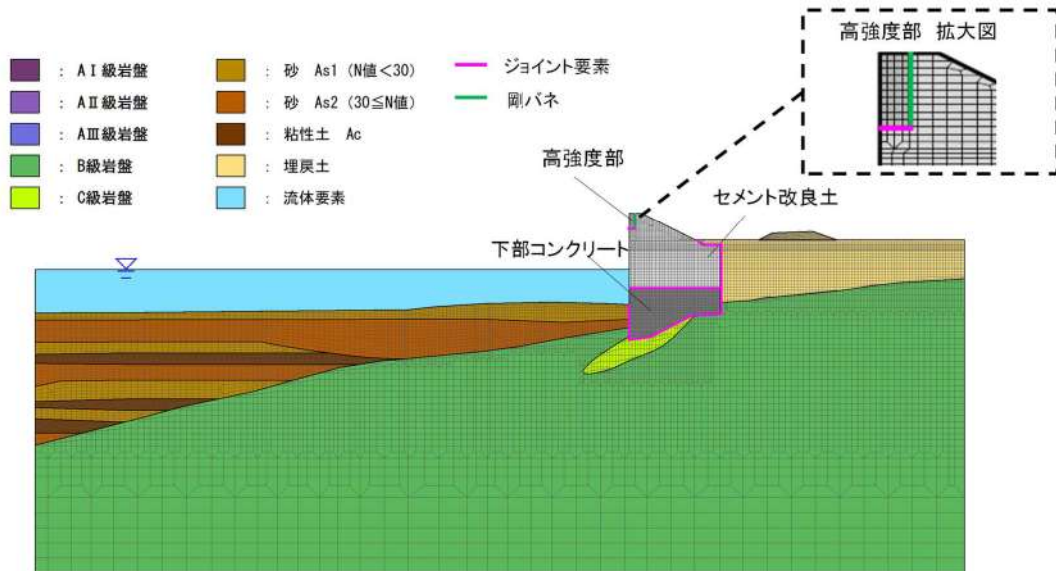 高強度部 拡大図
: AⅠ級岩盤
: AⅡ級岩盤
: AⅢ級岩盤
: B級岩盤
: C級岩盤
: 砂 As1 (N値<30)
: 砂 As2 (30≦N値)
: 粘性土 Ac
: 埋戻土
: 流体要素
ジョイント要素
剛バネ
高強度部
セメント改良土
下部コンクリート